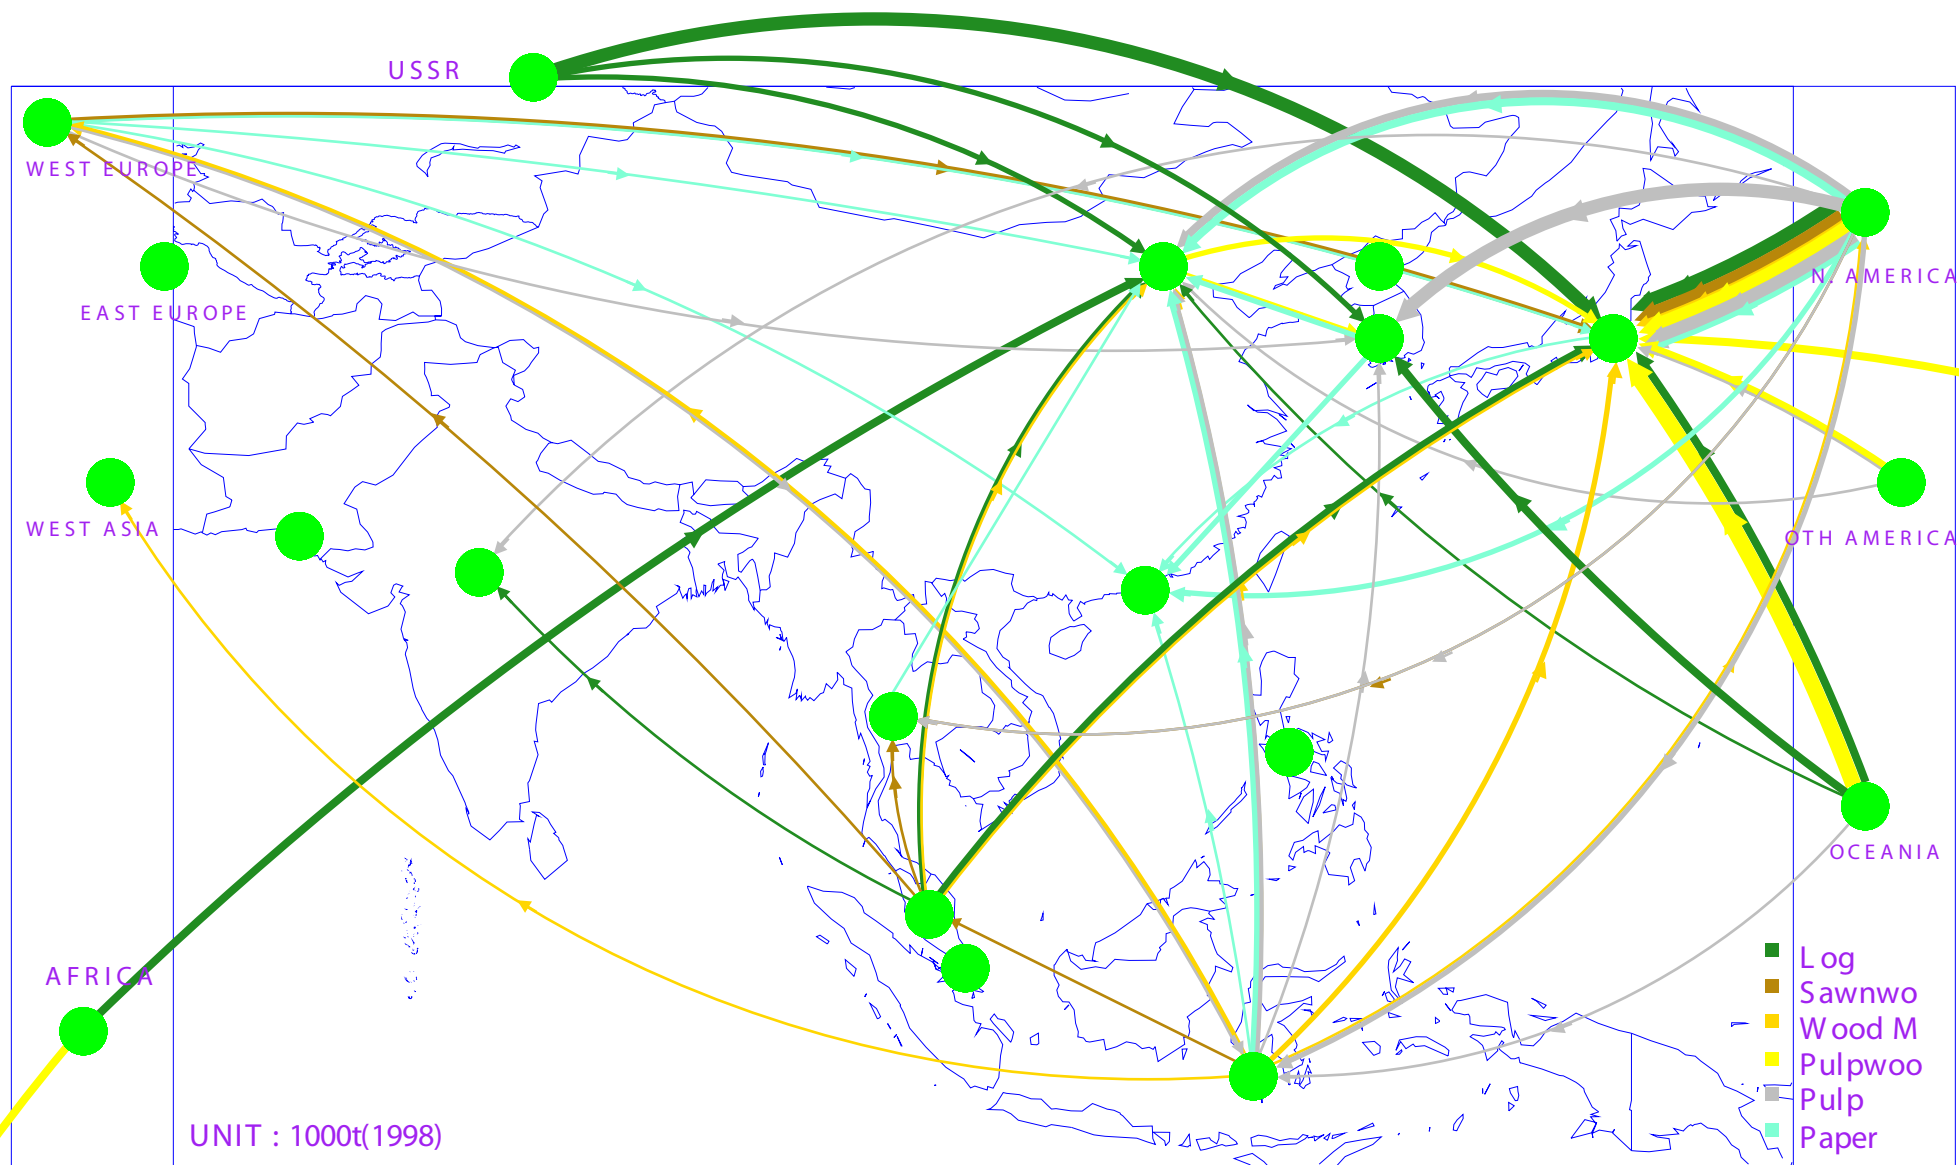 USSR
WEST EUROPE
EAST EUROPE
N. AMERICA
WEST ASIA
OTH AMERICA
OCEANIA
AFRICA
Log
Sawnwo
Wood M
Pulpwoo
Pulp
Paper
UNIT : 1000t(1998)